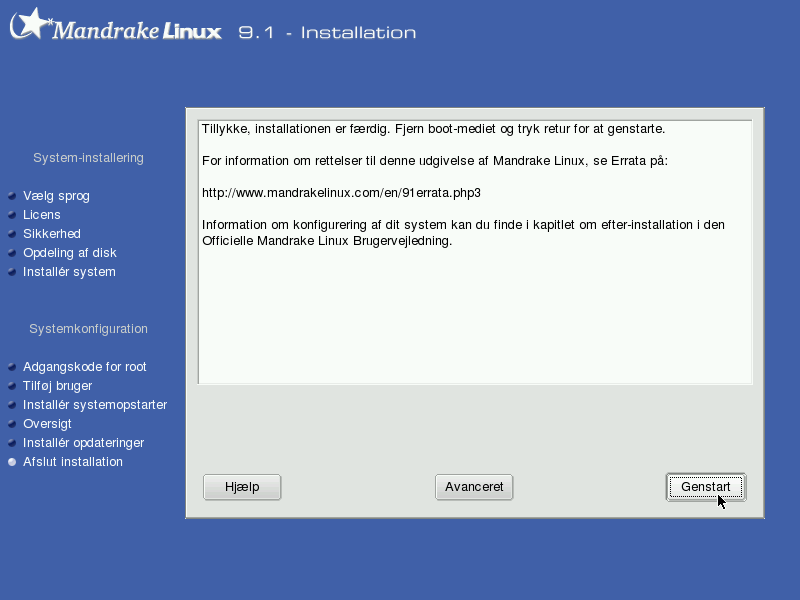 MandrakeLinux 9.1 - Installation
System-installering
Vælg sprog
Licens
Sikkerhed
Opdeling af disk
Installér system
Systemkonfiguration
Adgangskode for root
Tilføj bruger
Installér systemopstarter
Oversigt
Installér opdateringer
Afslut installation
Tillykke, installationen er færdig. Fjern boot-mediet og tryk retur for at genstarte.
For information om rettelser til denne udgivelse af Mandrake Linux, se Errata på:
http://www.mandrakelinux.com/en/91errata.php3
Information om konfigurering af dit system kan du finde i kapitlet om efter-installation i den
Officielle Mandrake Linux Brugervejledning.
Hjælp
Avanceret
Genstart